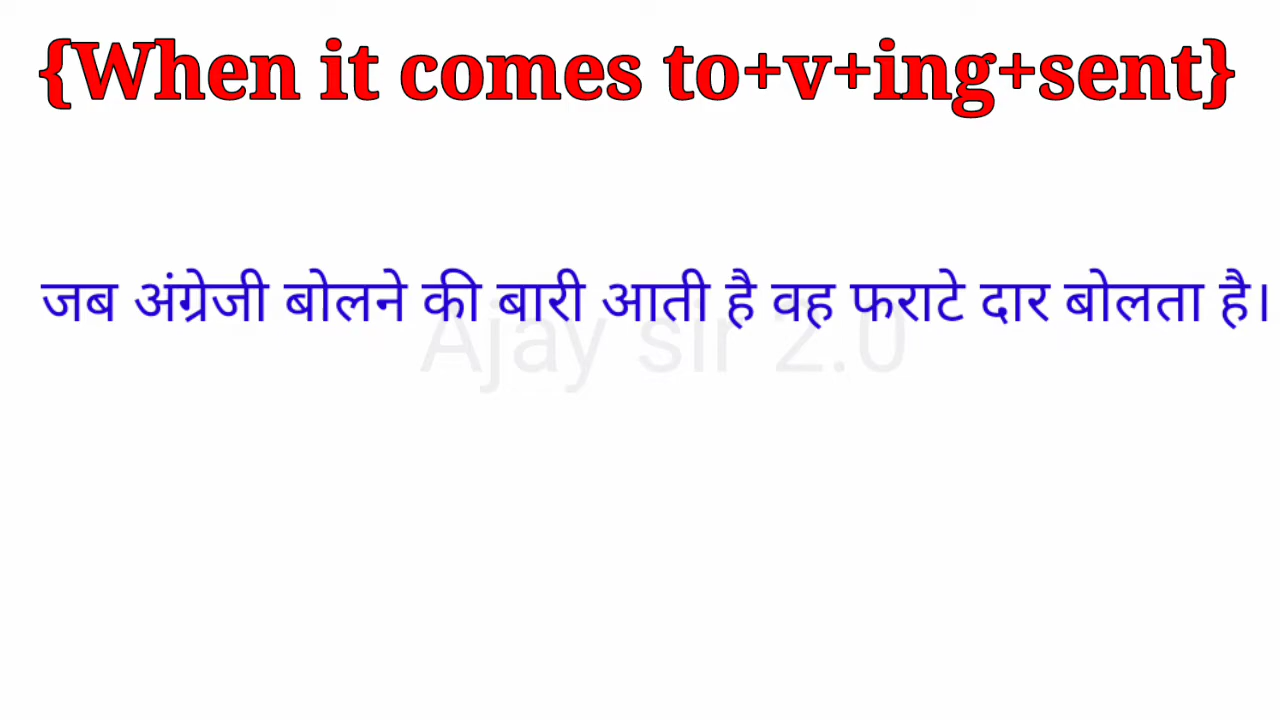 {When it comes to+v+ing+sent}
जब अंग्रेजी बोलने की बारी आती है वह फराटे दार बोलता है।
Ajay sir 2.0